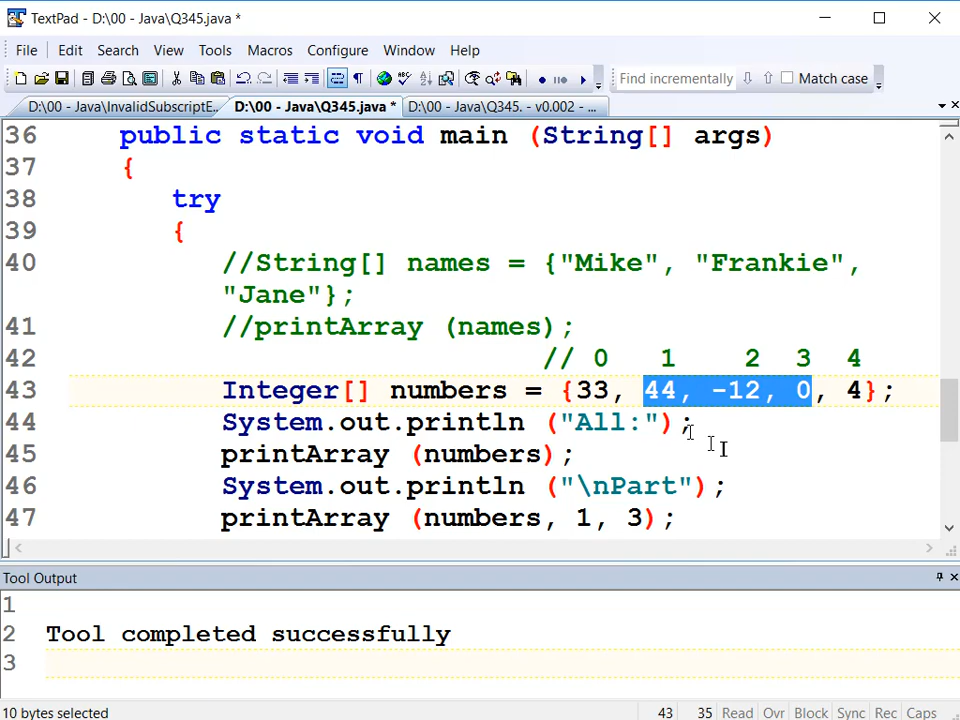 TextPad - D:\00 - Java\Q345.java *
File Edit Search View Tools Macros Configure Window Help
Find incrementally Match case
D:\00 - Java\InvalidSubscriptE... D:\00 - Java\Q345.java * D:\00 - Java\Q345. - v0.002 - ...
36 public static void main (String[] args)
37 {
38 try
39 {
40 //String[] names = {"Mike", "Frankie",
"Jane"};
41 //printArray (names);
42 // 0 1 2 3 4
43 Integer[] numbers = {33, 44, -12, 0, 4};
44 System.out.println ("All:");
45 printArray (numbers);
46 System.out.println ("\nPart");
47 printArray (numbers, 1, 3);
Tool Output
1
2 Tool completed successfully
3
10 bytes selected 43 35 Read Ovr Block Sync Rec Caps